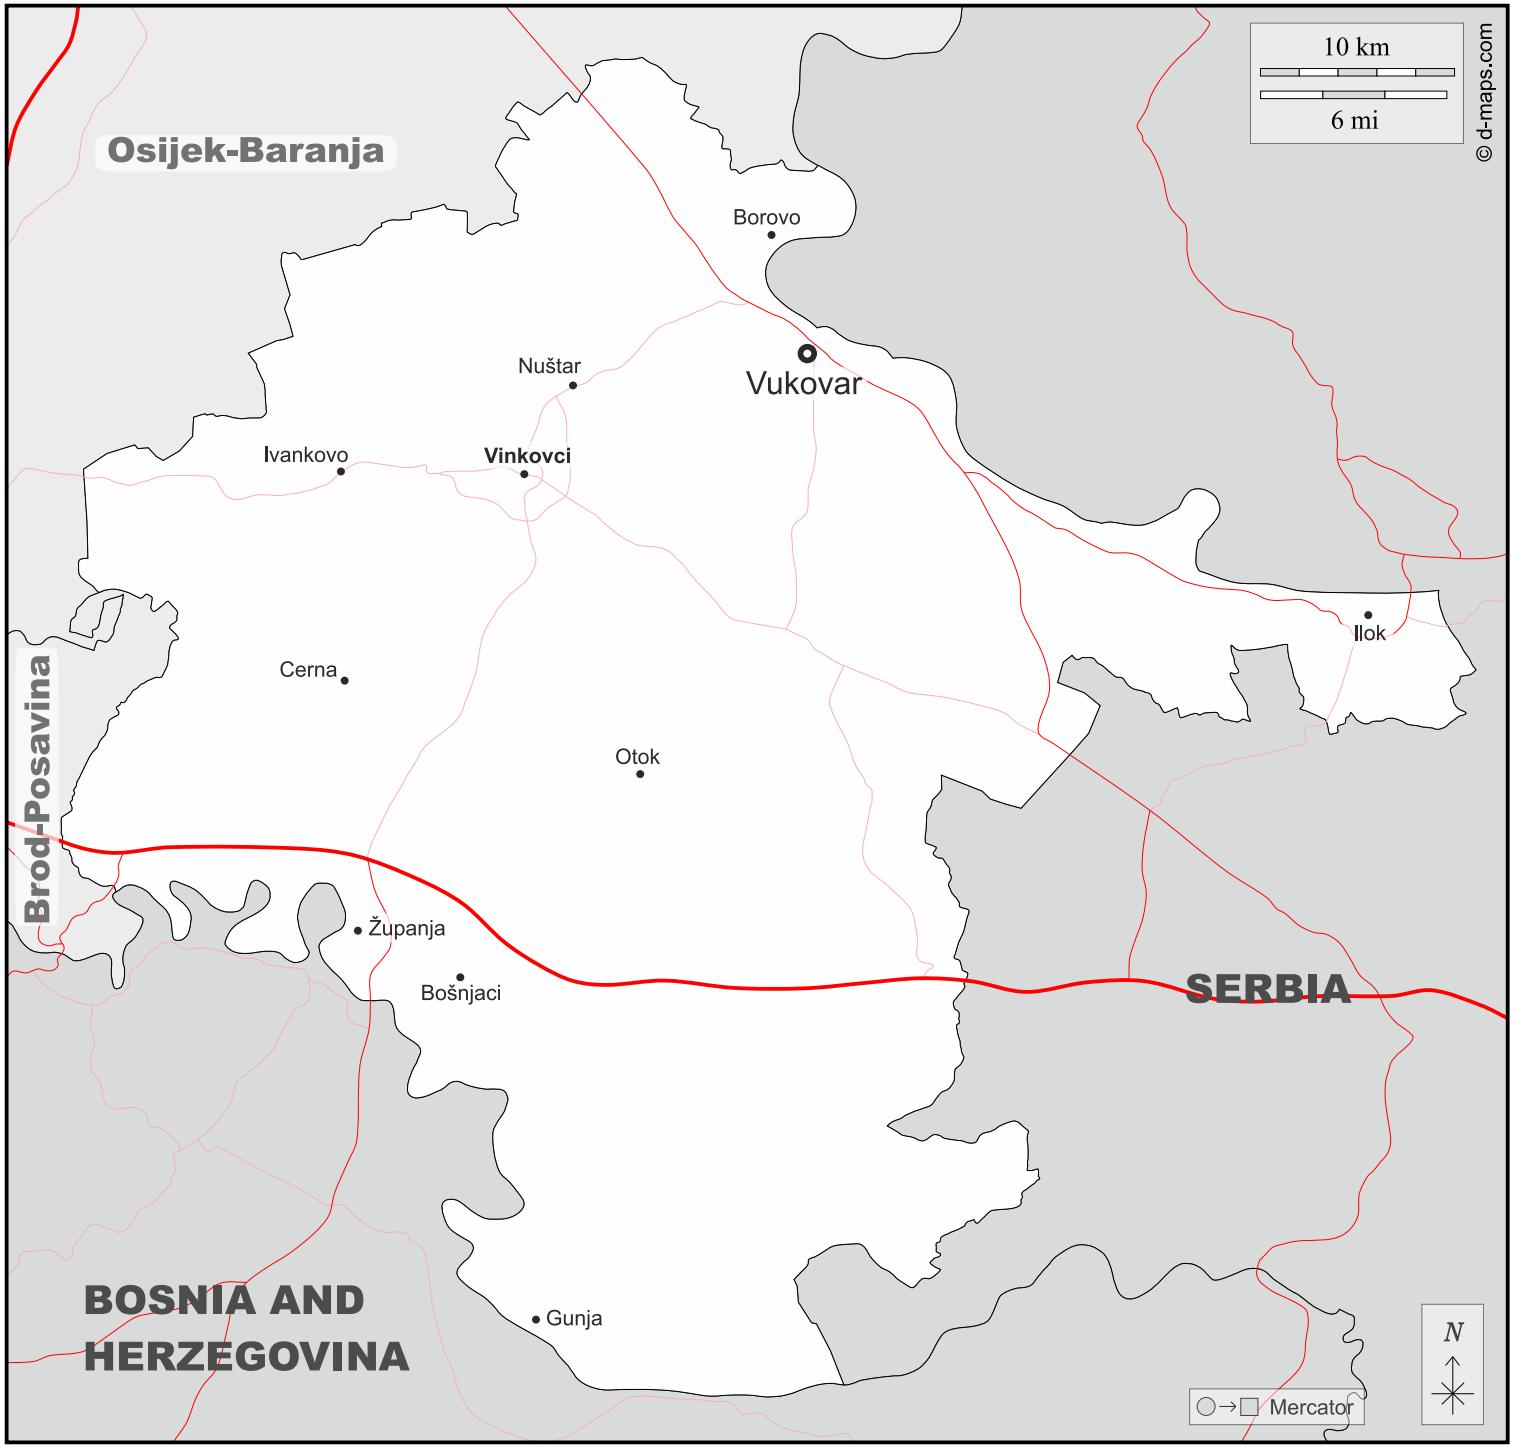 10 km
6 mi
© d-maps.com
Osijek-Baranja
Borovo
Nuštar
Vukovar
Ivankovo
Vinkovci
Ilok
Cerna
Brod-Posavina
Otok
Županja
Bošnjaci
SERBIA
BOSNIA AND
HERZEGOVINA
Gunja
N
Mercator